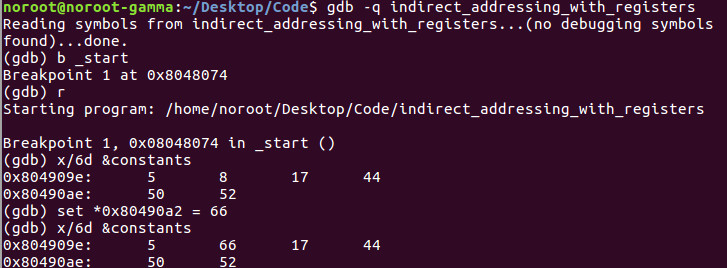 noroot@noroot-gamma:~/Desktop/Code$ gdb -q indirect_addressing_with_registers
Reading symbols from indirect_addressing_with_registers...(no debugging symbols
found)...done.
(gdb) b _start
Breakpoint 1 at 0x8048074
(gdb) r
Starting program: /home/noroot/Desktop/Code/indirect_addressing_with_registers
Breakpoint 1, 0x08048074 in _start ()
(gdb) x/6d &constants
0x804909e: 5 8 17 44
0x80490ae: 50 52
(gdb) set *0x80490a2 = 66
(gdb) x/6d &constants
0x804909e: 5 66 17 44
0x80490ae: 50 52